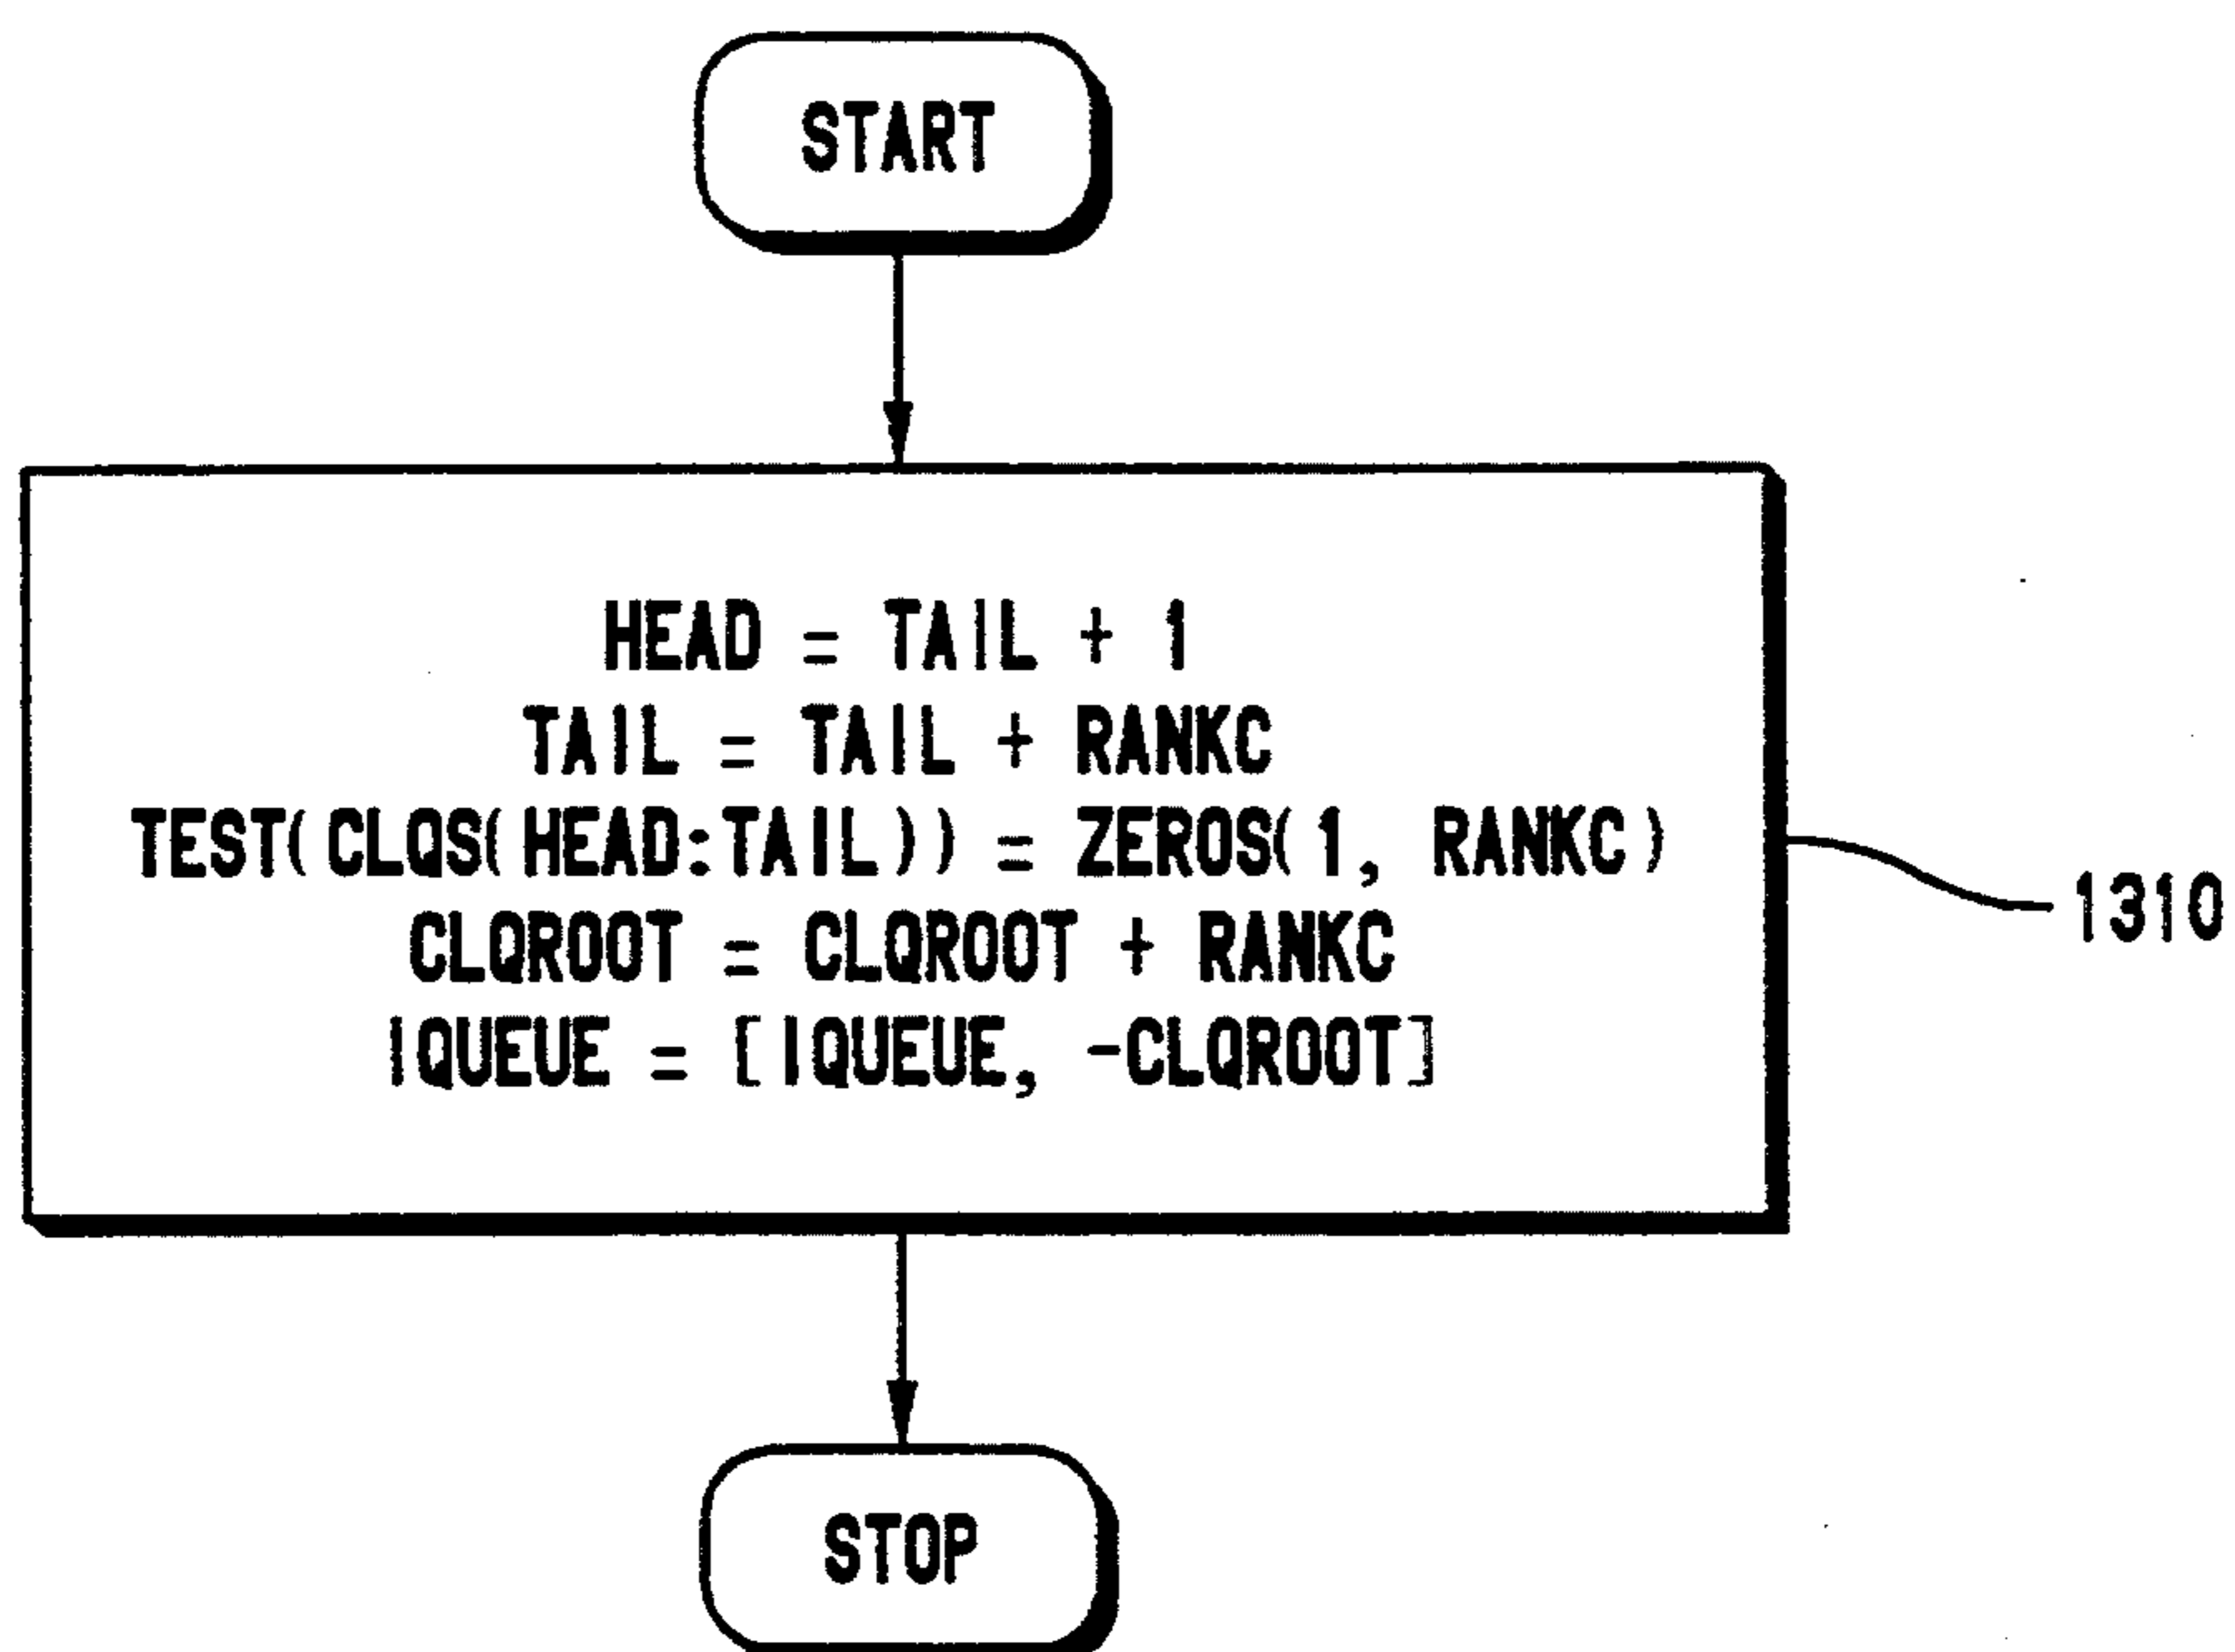 START
HEAD = TAIL + 1
TAIL = TAIL + RANKC
TEST(CLQS(HEAD:TAIL)) = ZEROS(1, RANKC)
CLQROOT = CLQROOT + RANKC
IQUEUE = [IQUEUE, -CLQROOT]
1310
STOP